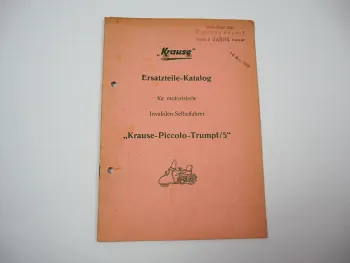 „Krause“
Ersatzteile-Katalog
für motorisierte
Invaliden-Selbstfahrer
„Krause-Piccolo-Trumpf/5“